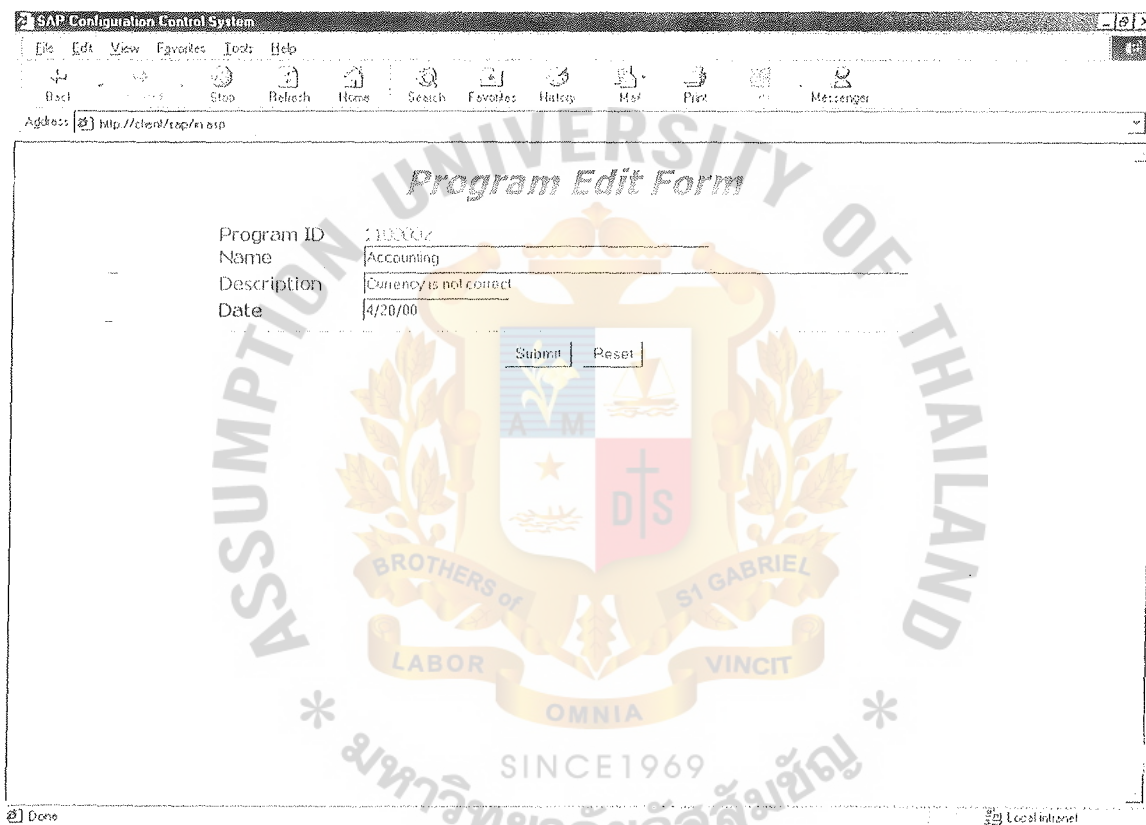 SAP Configuration Control System
File Edit View Favorites Tools Help
Back Stop Refresh Home Search Favorites History Mail Print Messenger
Address http://client/sap/m.asp
Program Edit Form
Program ID
Name Accounting
Description Currency is not correct
Date 4/20/00
Submit Reset
ASSUMPTION UNIVERSITY OF THAILAND
A M
D S
BROTHERS of S1 GABRIEL
LABOR VINCIT
OMNIA
SINCE1969
* *
Done Local intranet